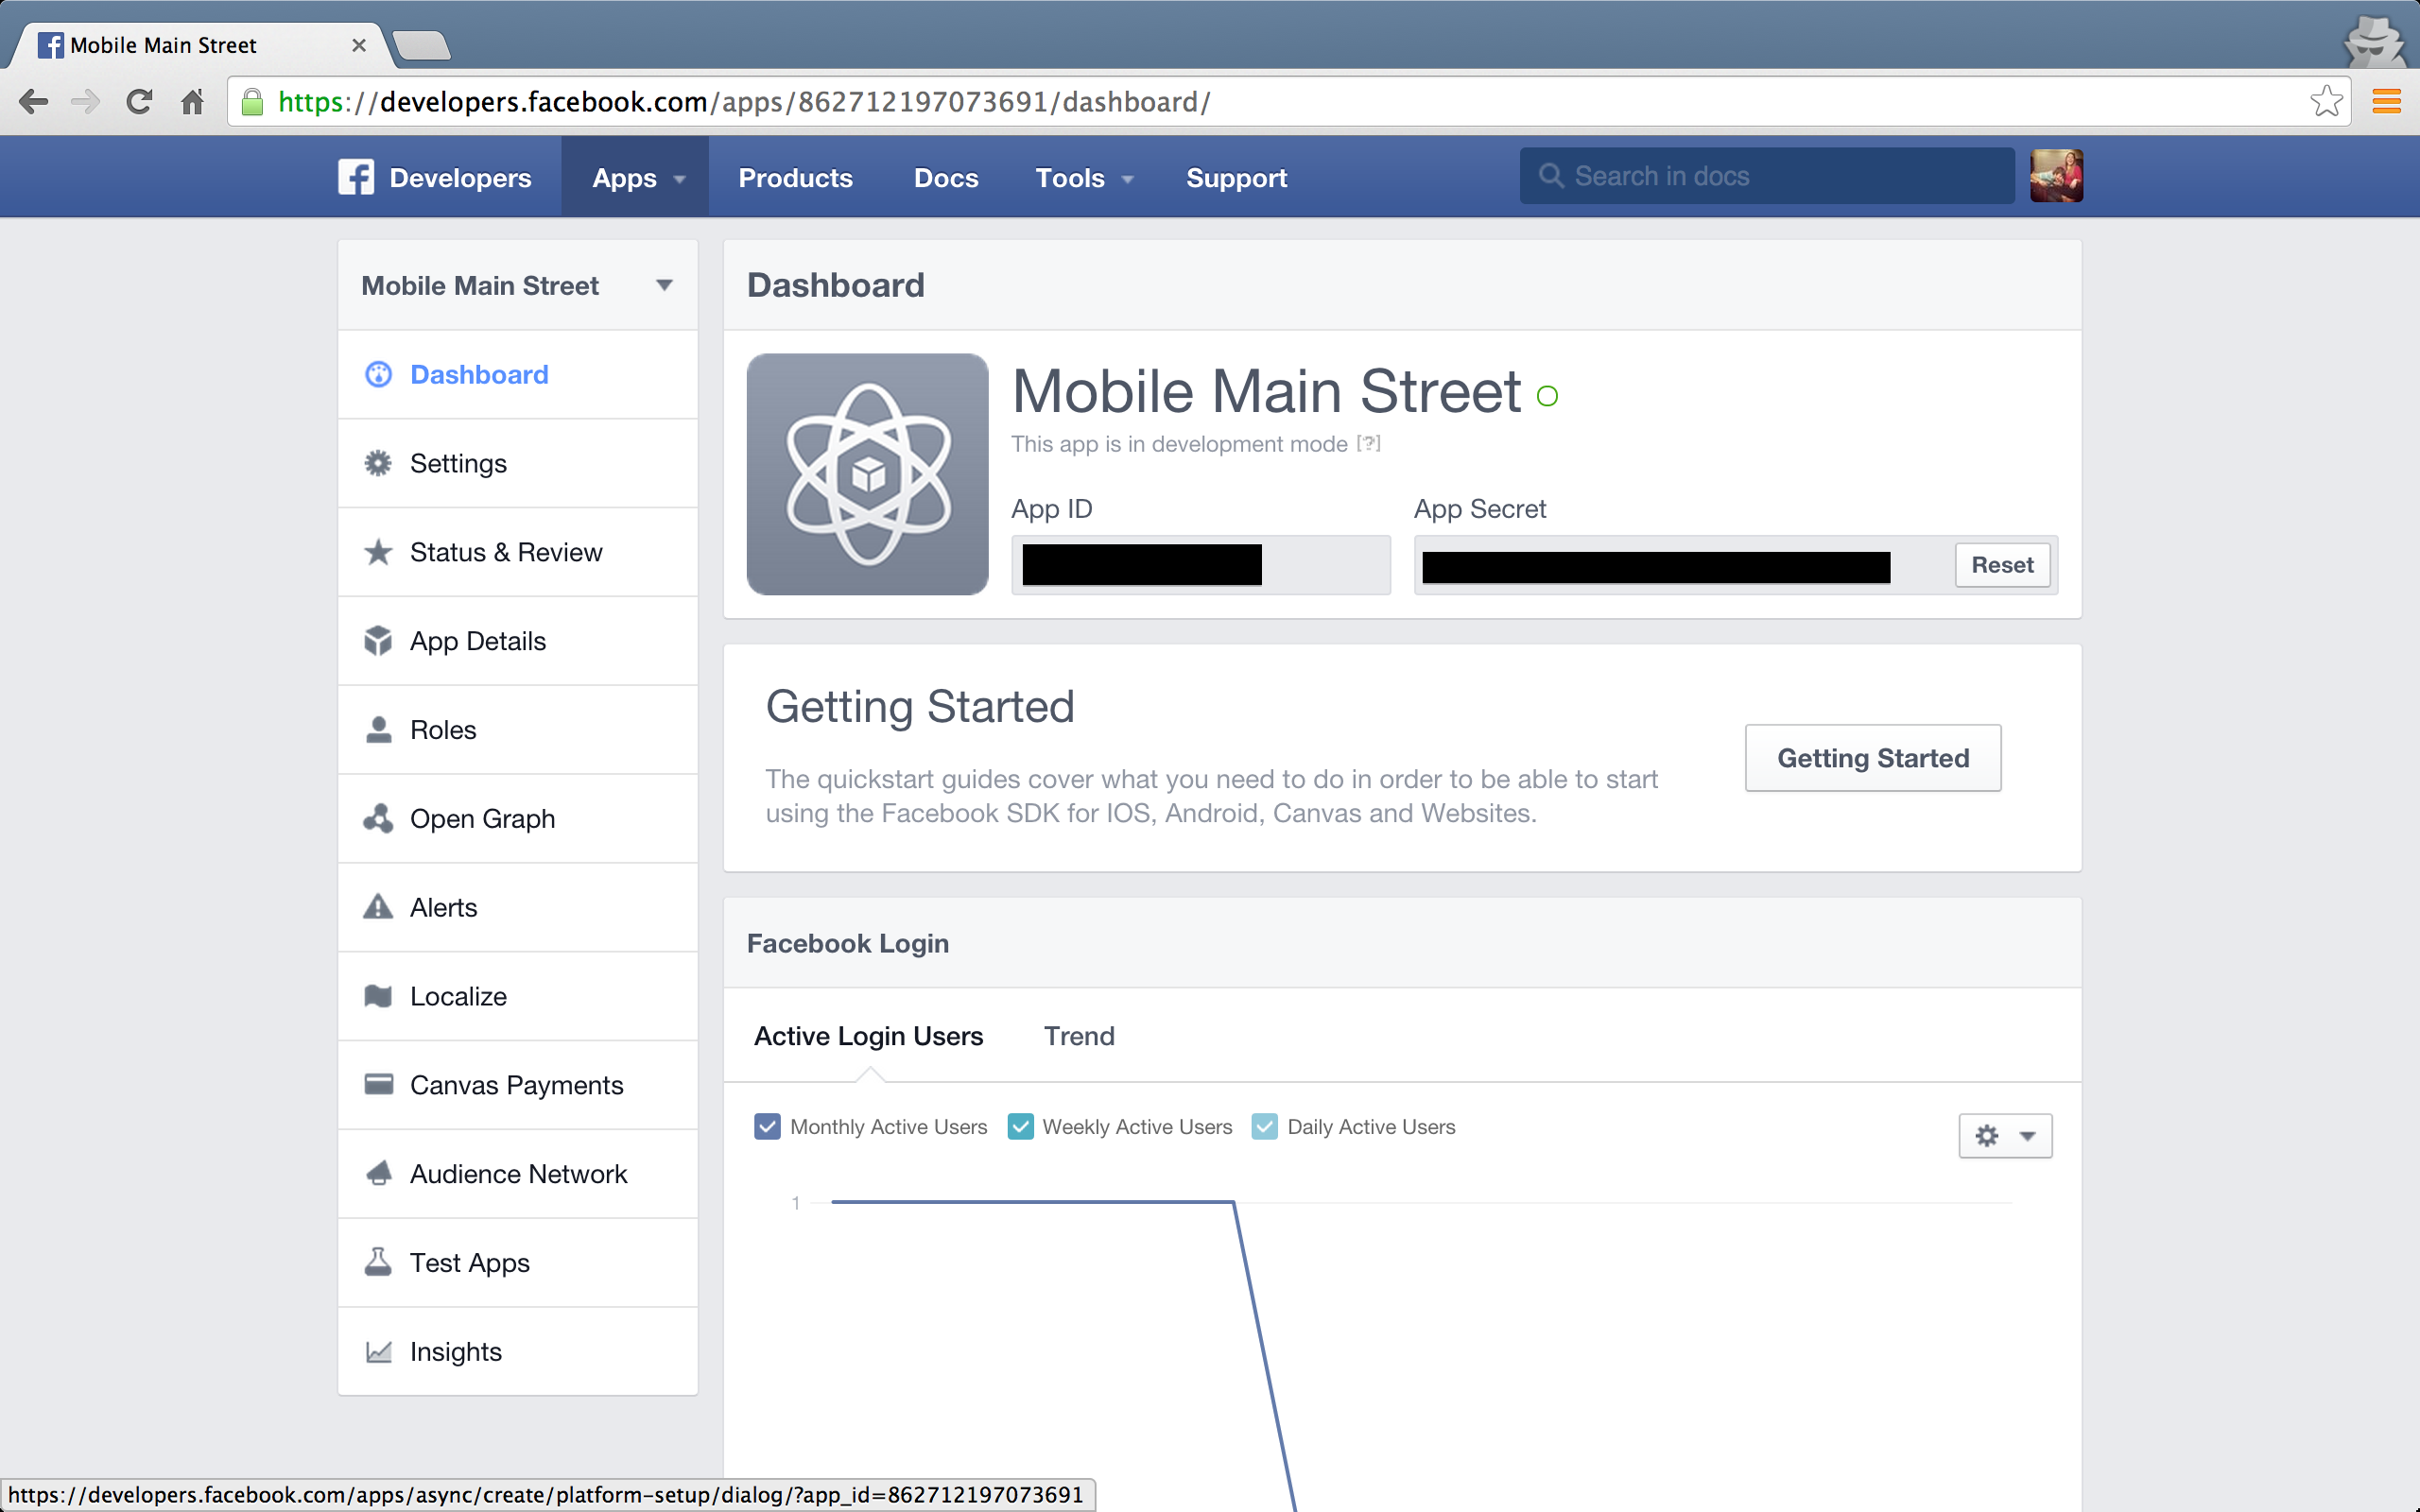 Mobile Main Street
https://developers.facebook.com/apps/862712197073691/dashboard/
Developers Apps Products Docs Tools Support Search in docs
Mobile Main Street
Dashboard
Settings
Status & Review
App Details
Roles
Open Graph
Alerts
Localize
Canvas Payments
Audience Network
Test Apps
Insights
Dashboard
Mobile Main Street
This app is in development mode [?]
App ID App Secret
Reset
Getting Started
The quickstart guides cover what you need to do in order to be able to start
using the Facebook SDK for IOS, Android, Canvas and Websites.
Getting Started
Facebook Login
Active Login Users Trend
Monthly Active Users Weekly Active Users Daily Active Users
1
https://developers.facebook.com/apps/async/create/platform-setup/dialog/?app_id=862712197073691